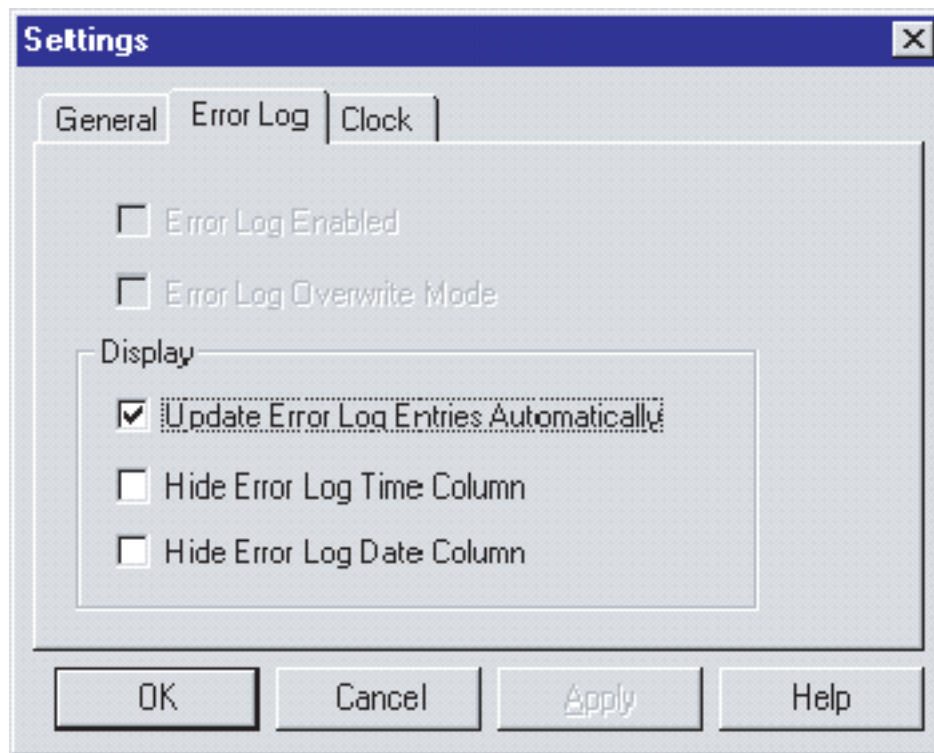 Settings
General Error Log Clock
Error Log Enabled
Error Log Overwrite Mode
Display
Update Error Log Entries Automatically
Hide Error Log Time Column
Hide Error Log Date Column
OK Cancel Apply Help